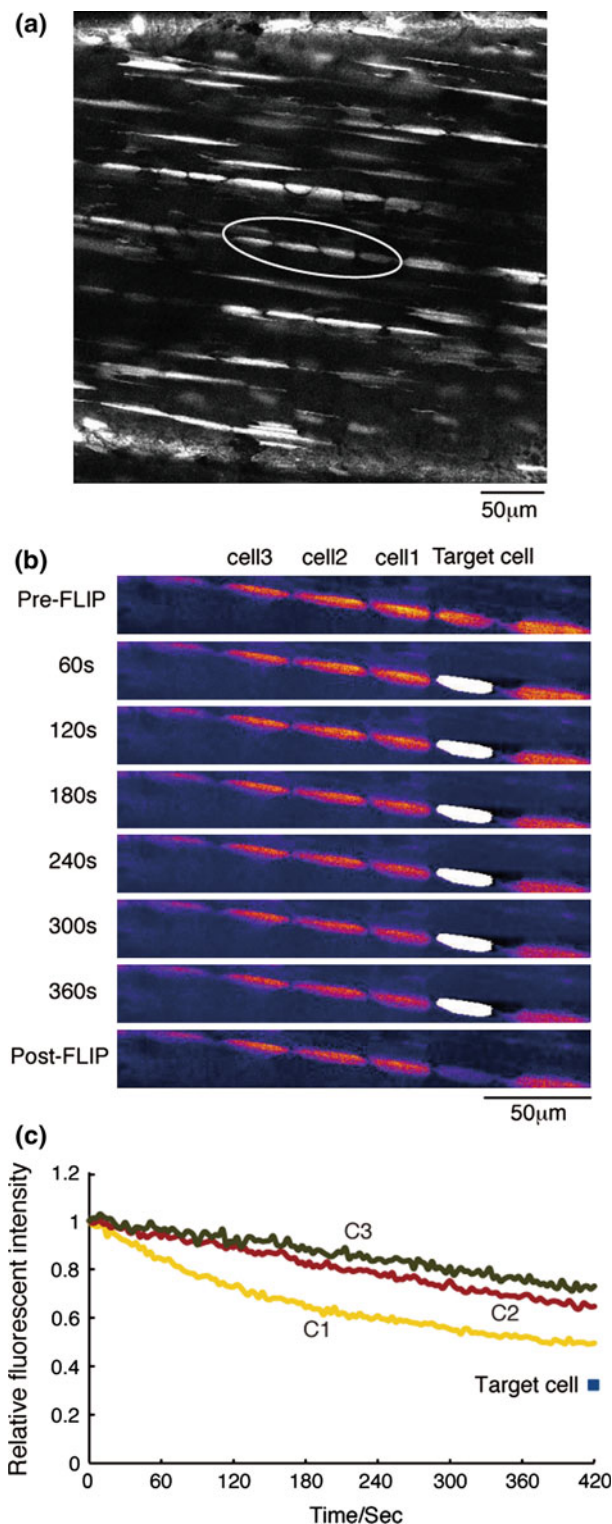 (a)
50μm
(b)
cell3 cell2 cell1 Target cell
Pre-FLIP
60s
120s
180s
240s
300s
360s
Post-FLIP
50μm
(c)
Relative fluorescent intensity
1.2
1
0.8
0.6
0.4
0.2
0
C3
C2
C1
Target cell
0 60 120 180 240 300 360 420
Time/Sec